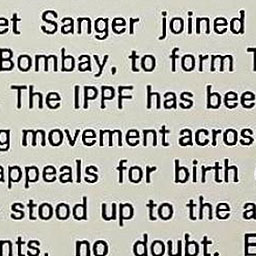 et Sanger joined
Bombay, to form
The IPPF has bee
g movement acros
appeals for birth
stood up to the a
nts, no doubt. E